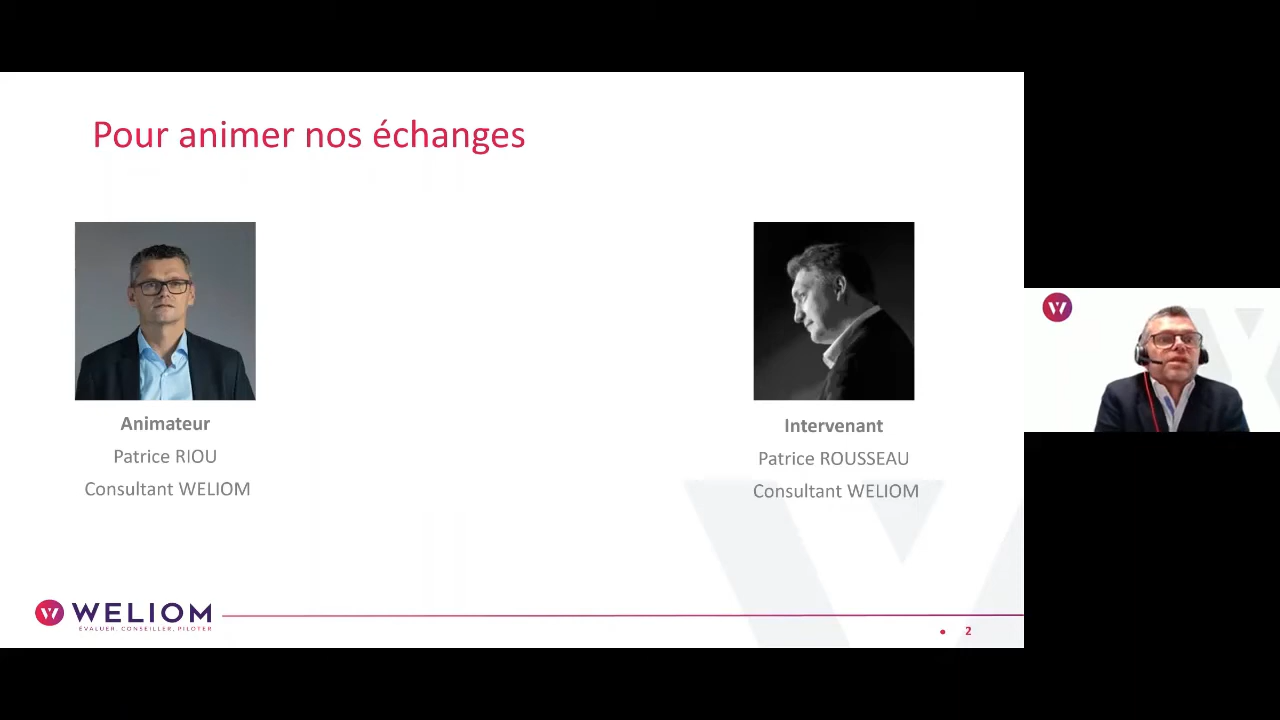 Pour animer nos échanges
Animateur
Patrice RIOU
Consultant WELIOM
Intervenant
Patrice ROUSSEAU
Consultant WELIOM
WELIOM
ÉVALUER. CONSEILLER. PILOTER
• 2